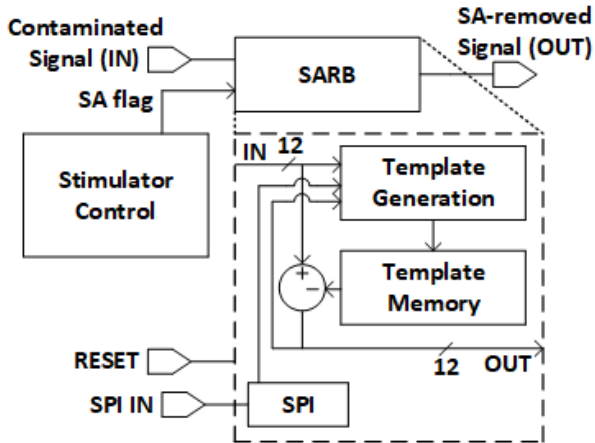 Contaminated
Signal (IN)
SARB
SA-removed
Signal (OUT)
SA flag
Stimulator
Control
IN
12
Template
Generation
+
−
Template
Memory
RESET
12
OUT
SPI IN
SPI